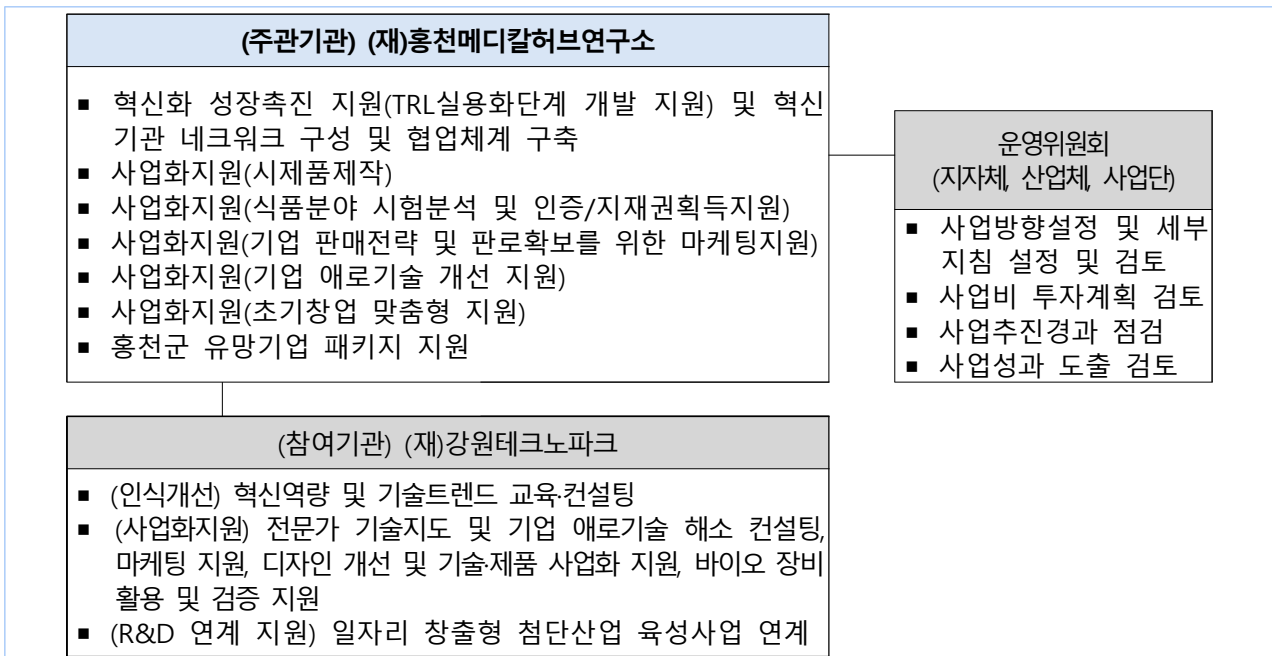 (주관기관) (재)홍천메디칼허브연구소
▪ 혁신화 성장촉진 지원(TRL실용화단계 개발 지원) 및 혁신
기관 네크워크 구성 및 협업체계 구축
▪ 사업화지원(시제품제작)
▪ 사업화지원(식품분야 시험분석 및 인증/지재권획득지원)
▪ 사업화지원(기업 판매전략 및 판로확보를 위한 마케팅지원)
▪ 사업화지원(기업 애로기술 개선 지원)
▪ 사업화지원(초기창업 맞춤형 지원)
▪ 홍천군 유망기업 패키지 지원
운영위원회
(지자체, 산업체, 사업단)
▪ 사업방향설정 및 세부
지침 설정 및 검토
▪ 사업비 투자계획 검토
▪ 사업추진경과 점검
▪ 사업성과 도출 검토
(참여기관) (재)강원테크노파크
▪ (인식개선) 혁신역량 및 기술트렌드 교육·컨설팅
▪ (사업화지원) 전문가 기술지도 및 기업 애로기술 해소 컨설팅,
마케팅 지원, 디자인 개선 및 기술·제품 사업화 지원, 바이오 장비
활용 및 검증 지원
▪ (R&D 연계 지원) 일자리 창출형 첨단산업 육성사업 연계